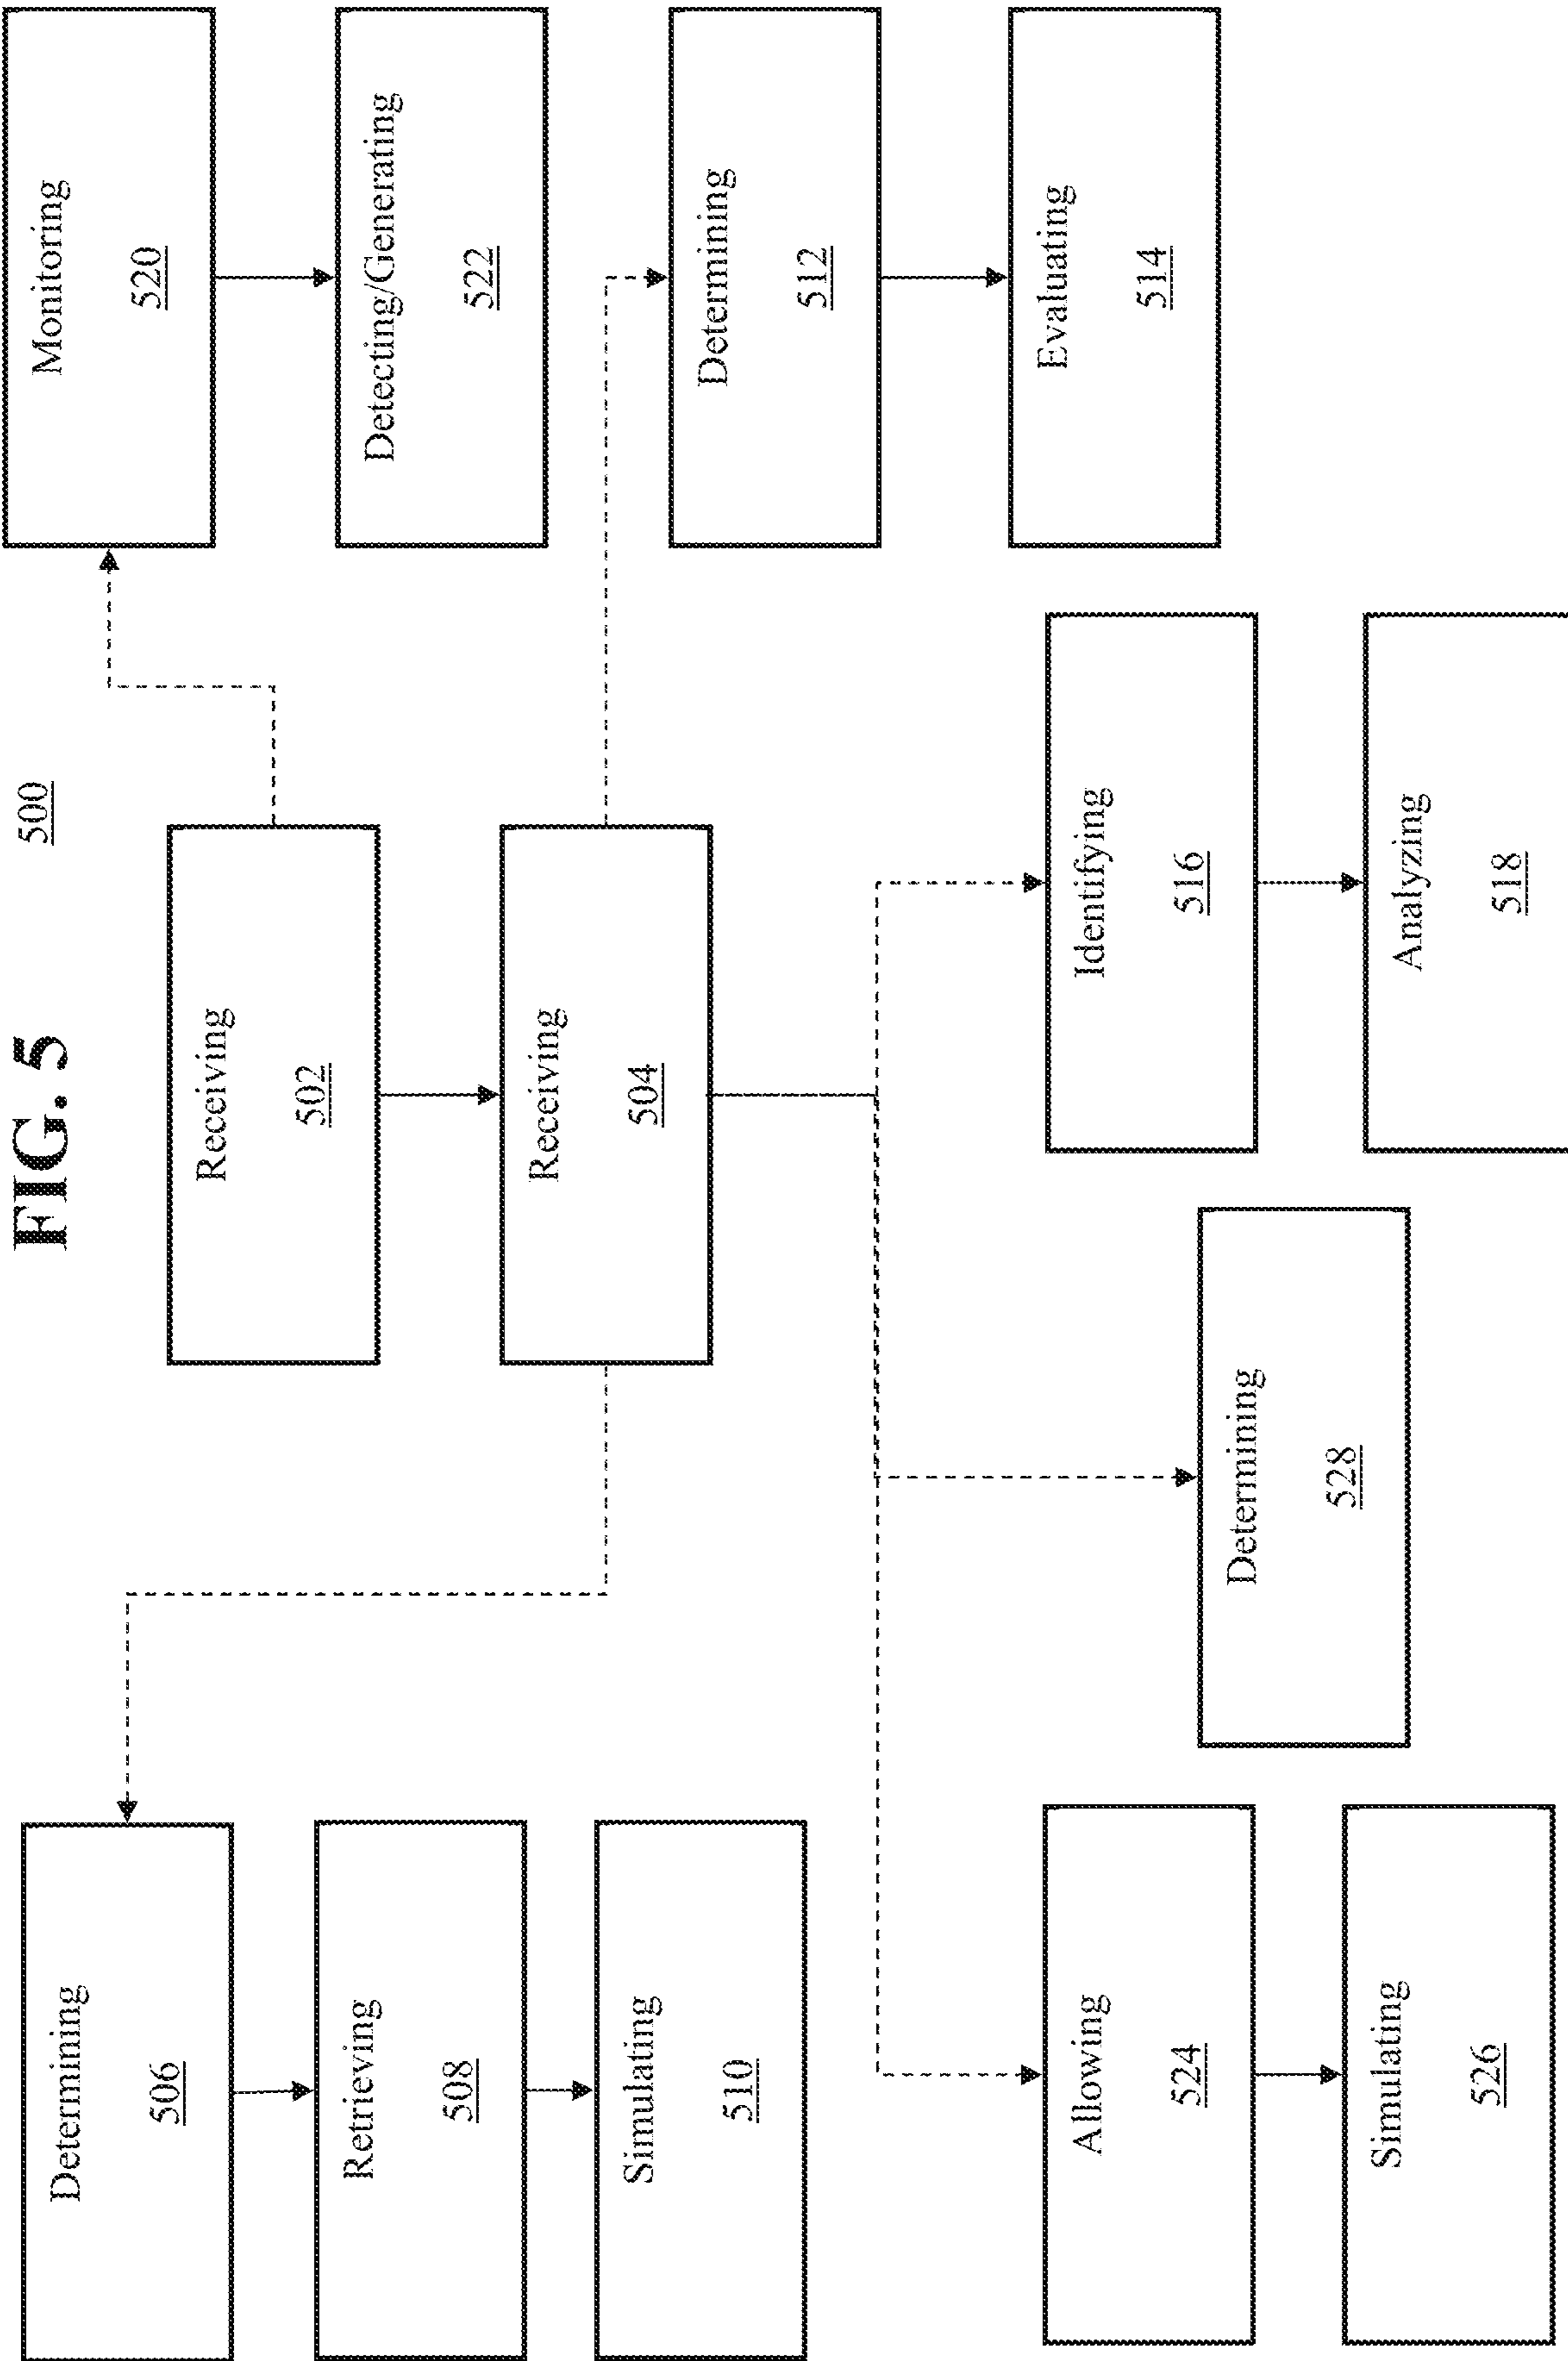 FIG. 5
500
Receiving
502
Receiving
504
Determining
506
Retrieving
508
Simulating
510
Monitoring
520
Detecting/Generating
522
Determining
512
Evaluating
514
Allowing
524
Simulating
526
Determining
528
Identifying
516
Analyzing
518